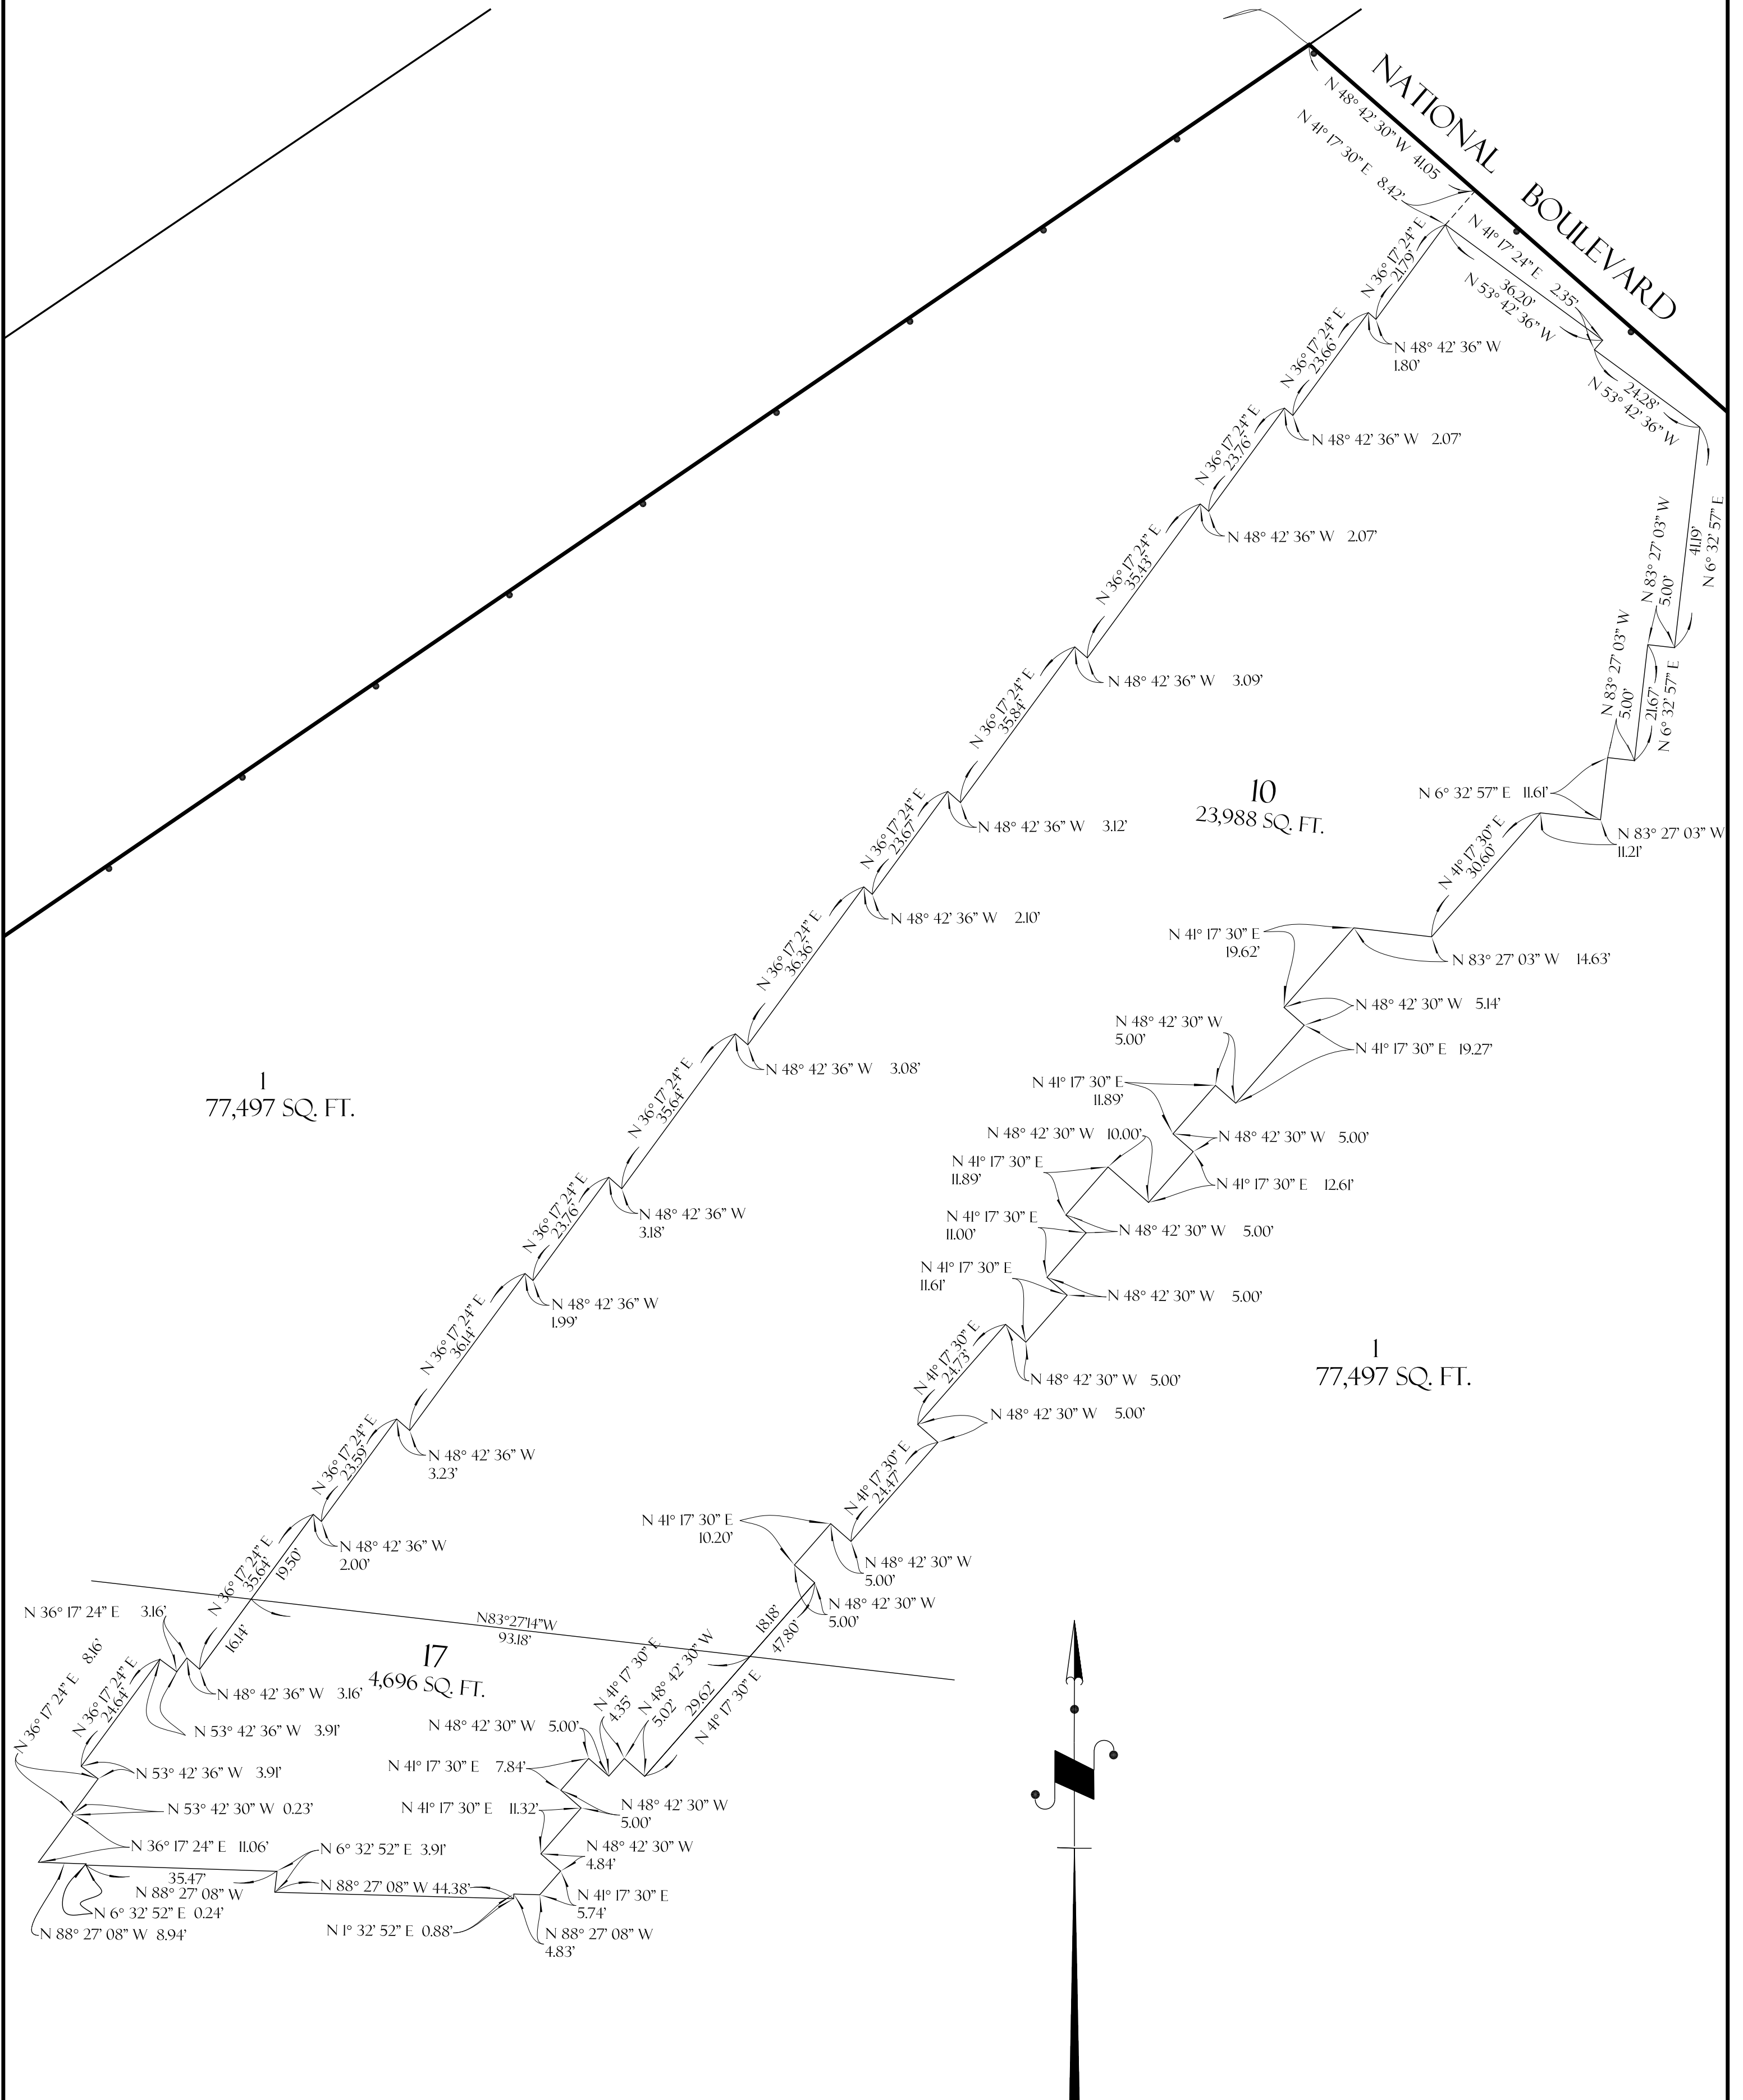 NATIONAL BOULEVARD
N 48° 42' 30" W 41.05
N 41° 17' 30" E 8.42'
N 41° 17' 24" E 2.35'
36.20'
N 53° 42' 36" W
24.28'
N 53° 42' 36" W
N 36° 17' 24" E
21.79'
N 48° 42' 36" W
1.80'
N 36° 17' 24" E
23.66'
N 48° 42' 36" W 2.07'
N 36° 17' 24" E
23.76'
N 48° 42' 36" W 2.07'
N 36° 17' 24" E
35.43'
N 48° 42' 36" W 3.09'
N 36° 17' 24" E
35.84'
N 48° 42' 36" W 3.12'
N 36° 17' 24" E
23.67'
N 48° 42' 36" W 2.10'
N 36° 17' 24" E
36.36'
N 48° 42' 36" W 3.08'
N 36° 17' 24" E
35.64'
N 48° 42' 36" W
3.18'
N 36° 17' 24" E
23.76'
N 48° 42' 36" W
1.99'
N 36° 17' 24" E
36.14'
N 48° 42' 36" W
3.23'
N 36° 17' 24" E
23.59'
N 48° 42' 36" W
2.00'
N 36° 17' 24" E
35.64'
19.50'
16.14'
41.19'
N 6° 32' 57" E
N 83° 27' 03" W
5.00'
21.67'
N 6° 32' 57" E
N 83° 27' 03" W
5.00'
N 6° 32' 57" E 11.61'
N 83° 27' 03" W
11.21'
10
23,988 SQ. FT.
N 41° 17' 30" E
30.60'
N 83° 27' 03" W 14.63'
N 41° 17' 30" E
19.62'
N 48° 42' 30" W 5.14'
N 41° 17' 30" E 19.27'
N 48° 42' 30" W
5.00'
N 41° 17' 30" E
11.89'
N 48° 42' 30" W 5.00'
N 41° 17' 30" E 12.61'
N 48° 42' 30" W 10.00'
N 41° 17' 30" E
11.89'
N 48° 42' 30" W 5.00'
N 41° 17' 30" E
11.00'
N 48° 42' 30" W 5.00'
N 41° 17' 30" E
11.61'
N 48° 42' 30" W 5.00'
N 41° 17' 30" E
24.73'
N 48° 42' 30" W 5.00'
N 41° 17' 30" E
24.47'
N 48° 42' 30" W
5.00'
N 41° 17' 30" E
10.20'
N 48° 42' 30" W
5.00'
1
77,497 SQ. FT.
1
77,497 SQ. FT.
18.18'
47.80'
29.62'
N 41° 17' 30" E
N83°27'14"W
93.18'
17
4,696 SQ. FT.
N 36° 17' 24" E 3.16'
N 48° 42' 36" W 3.16'
N 53° 42' 36" W 3.91'
N 36° 17' 24" E
24.64'
N 36° 17' 24" E 8.16'
N 53° 42' 36" W 3.91'
N 53° 42' 30" W 0.23'
N 36° 17' 24" E 11.06'
N 6° 32' 52" E 3.91'
35.47'
N 88° 27' 08" W
N 6° 32' 52" E 0.24'
N 88° 27' 08" W 8.94'
N 88° 27' 08" W 44.38'
N 1° 32' 52" E 0.88'
N 88° 27' 08" W
4.83'
N 41° 17' 30" E
5.74'
N 48° 42' 30" W
4.84'
N 41° 17' 30" E 11.32'
N 48° 42' 30" W
5.00'
N 41° 17' 30" E 7.84'
N 48° 42' 30" W 5.00'
N 41° 17' 30" E
4.35'
N 48° 42' 30" W
5.02'